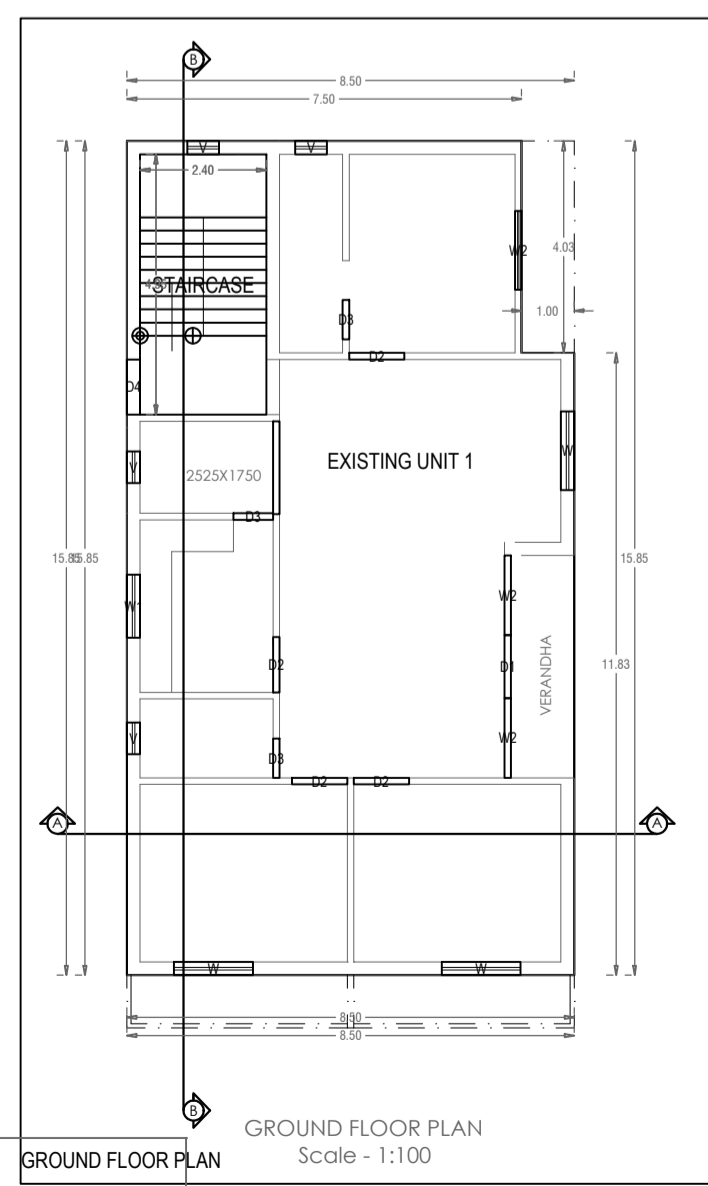 B
8.50
7.50
V
V
2.40
W2
4.03
STAIRCASE
1.00
D3
D2
D4
W
EXISTING UNIT 1
V
2525X1750
D3
15.85
15.85
15.85
W2
W1
VERANDHA
D2
D1
11.83
V
W2
D3
D2
D2
A
A
W
W
8.50
8.50
B
GROUND FLOOR PLAN
Scale - 1:100
GROUND FLOOR PLAN